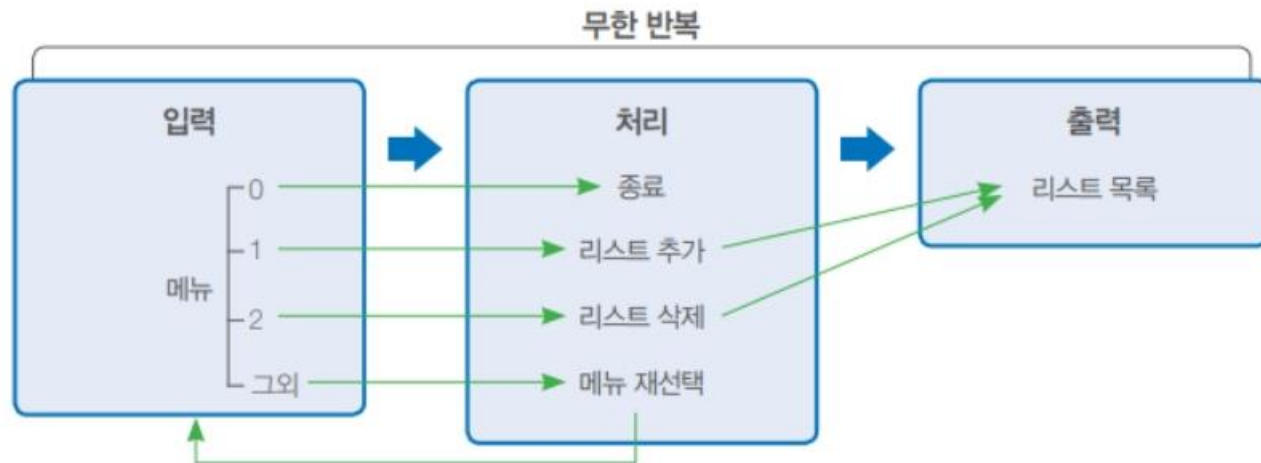 무한 반복
입력
처리
출력
메뉴
0
1
2
그외
종료
리스트 추가
리스트 삭제
메뉴 재선택
리스트 목록